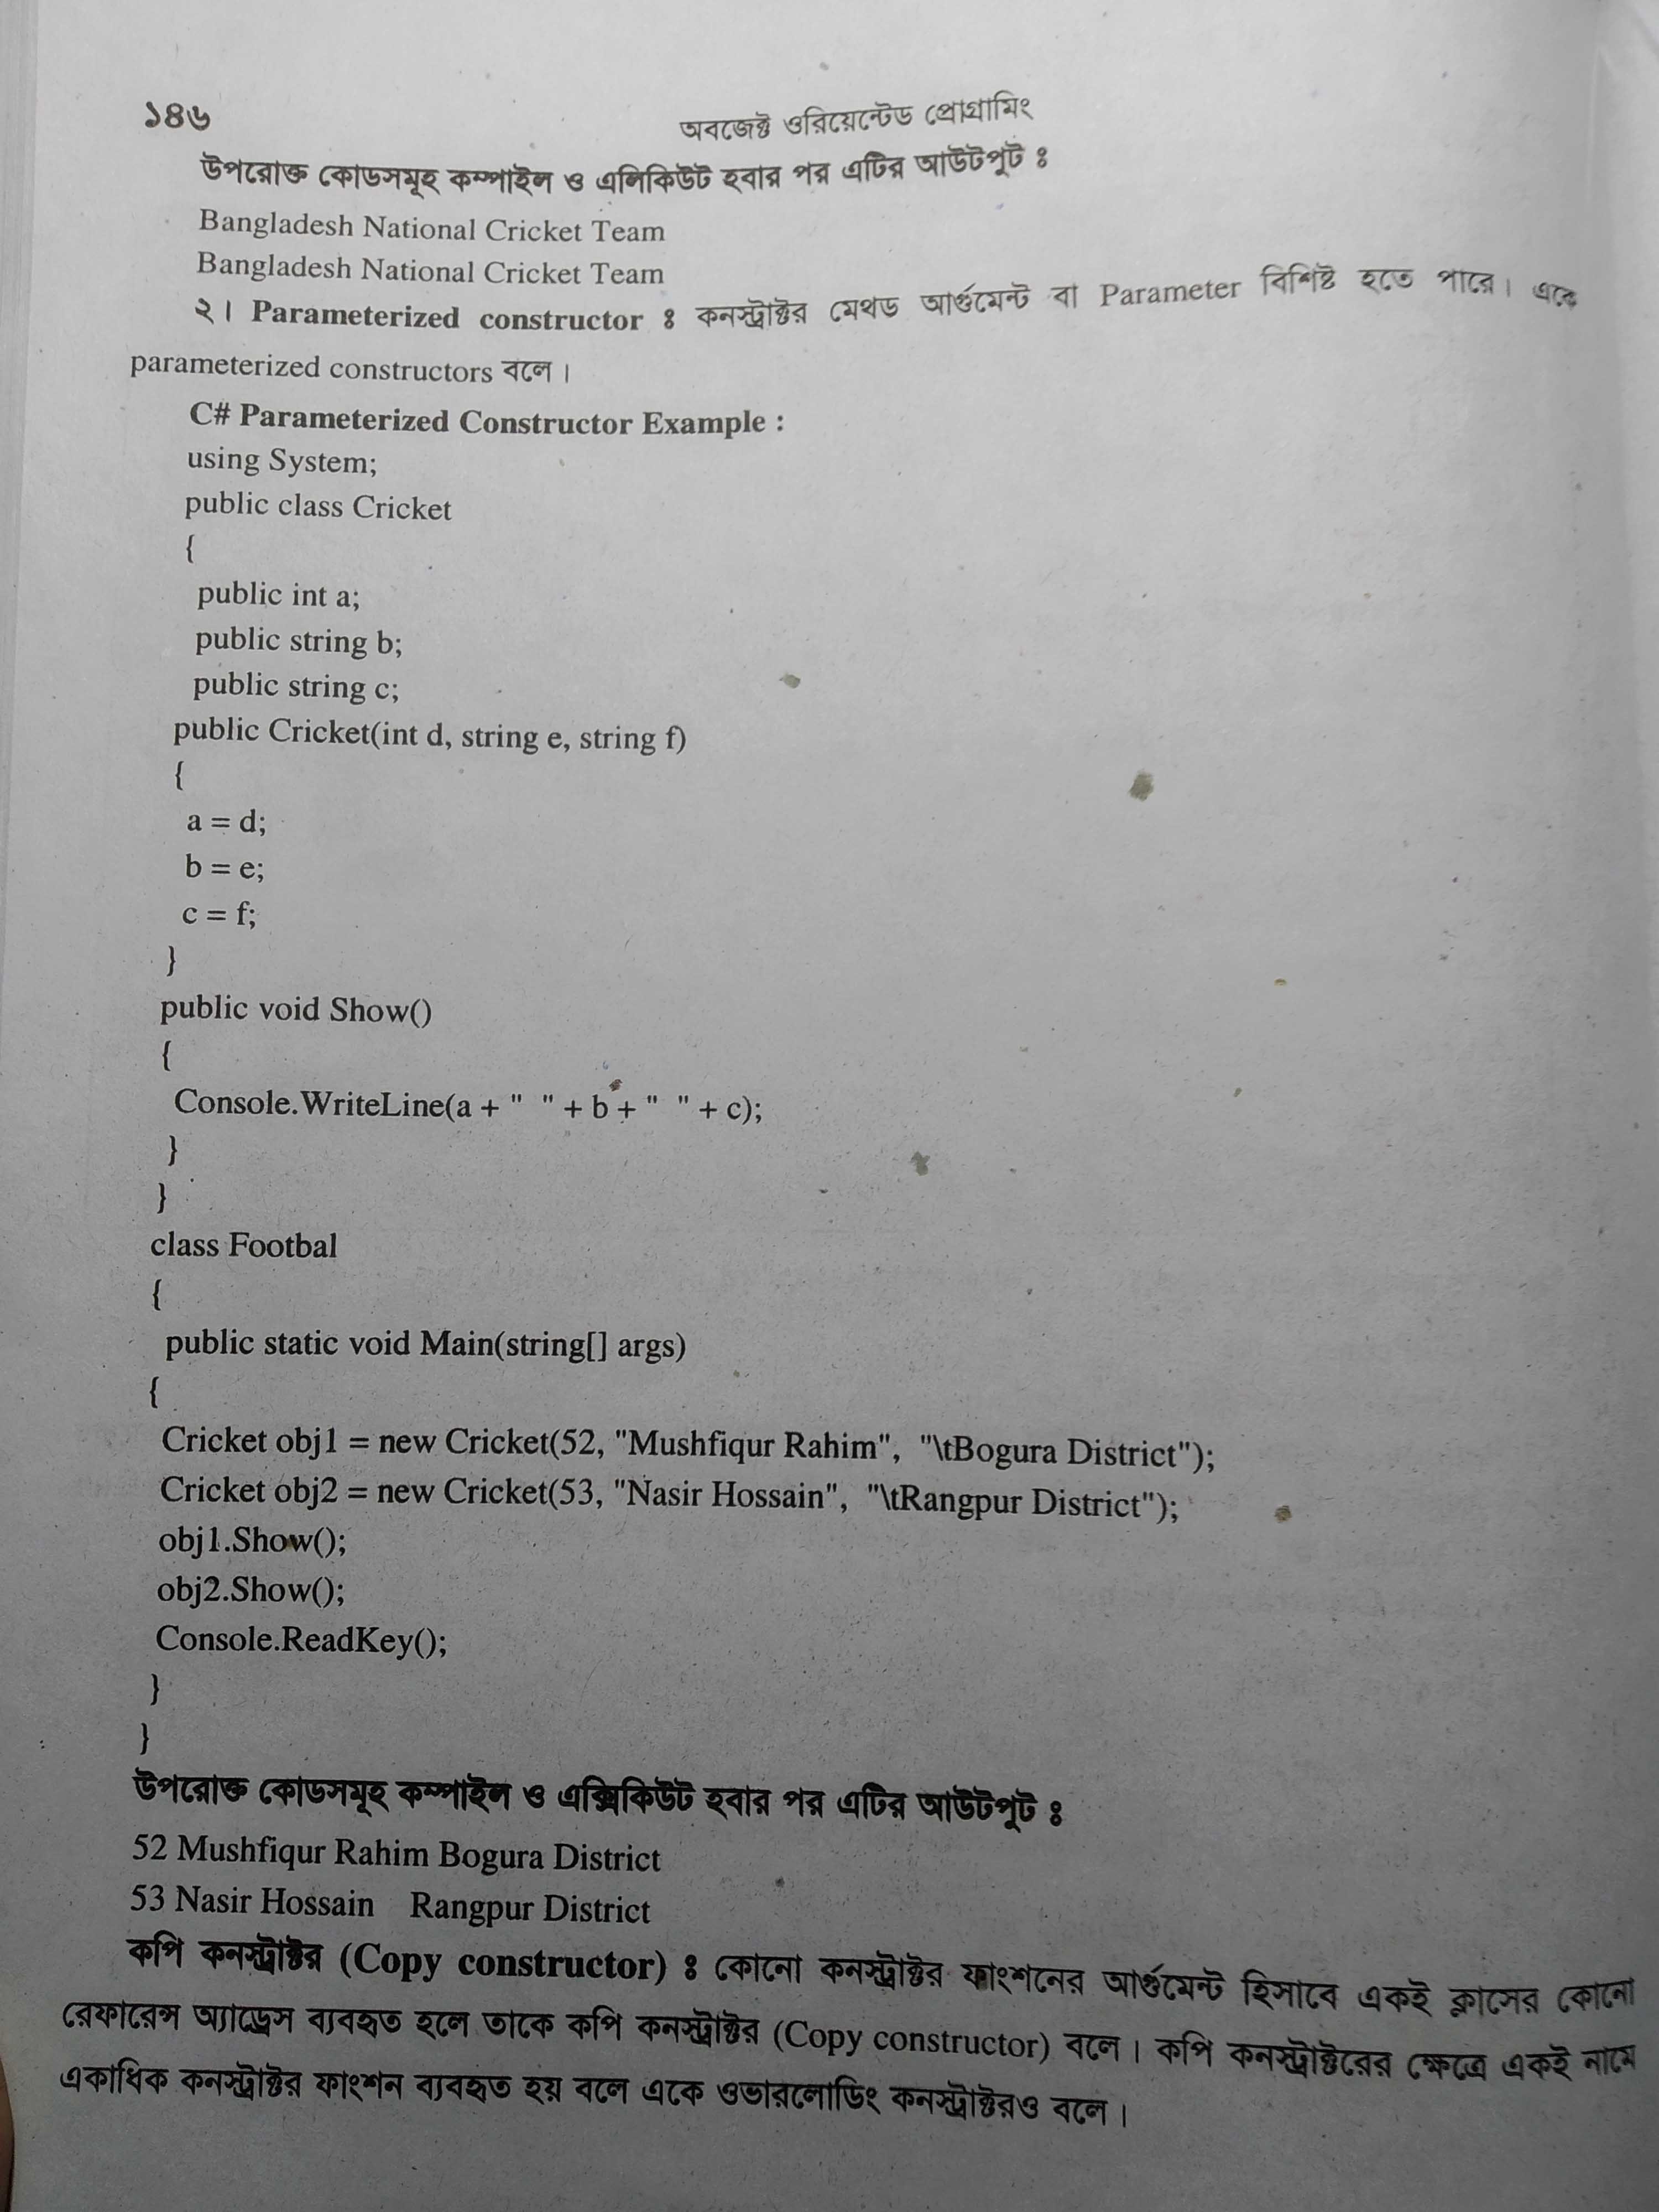 ১৪৬
অবজেক্ট ওরিয়েন্টেড প্রোগ্রামিং
উপরোক্ত কোডসমূহ কম্পাইল ও এলিকিউট হবার পর এটির আউটপুট ঃ
Bangladesh National Cricket Team
Bangladesh National Cricket Team
২। Parameterized constructor ঃ কনস্ট্রাক্টর মেথড আর্গুমেন্ট বা Parameter বিশিষ্ট হতে পারে। একে
parameterized constructors বলে।
C# Parameterized Constructor Example :
using System;
public class Cricket
{
public int a;
public string b;
public string c;
public Cricket(int d, string e, string f)
{
a = d;
b = e;
c = f;
}
public void Show()
{
Console.WriteLine(a + "  " + b + "  " + c);
}
}
class Footbal
{
public static void Main(string[] args)
{
Cricket obj1 = new Cricket(52, "Mushfiqur Rahim",  "\tBogura District");
Cricket obj2 = new Cricket(53, "Nasir Hossain",  "\tRangpur District");
obj1.Show();
obj2.Show();
Console.ReadKey();
}
}
উপরোক্ত কোডসমূহ কম্পাইল ও এক্সিকিউট হবার পর এটির আউটপুট ঃ
52 Mushfiqur Rahim Bogura District
53 Nasir Hossain   Rangpur District
কপি কনস্ট্রাক্টর (Copy constructor) ঃ কোনো কনস্ট্রাক্টর ফাংশনের আর্গুমেন্ট হিসাবে একই ক্লাসের কোনো
রেফারেন্স অ্যাড্রেস ব্যবহৃত হলে তাকে কপি কনস্ট্রাক্টর (Copy constructor) বলে। কপি কনস্ট্রাক্টরের ক্ষেত্রে একই নামে
একাধিক কনস্ট্রাক্টর ফাংশন ব্যবহৃত হয় বলে একে ওভারলোডিং কনস্ট্রাক্টরও বলে।